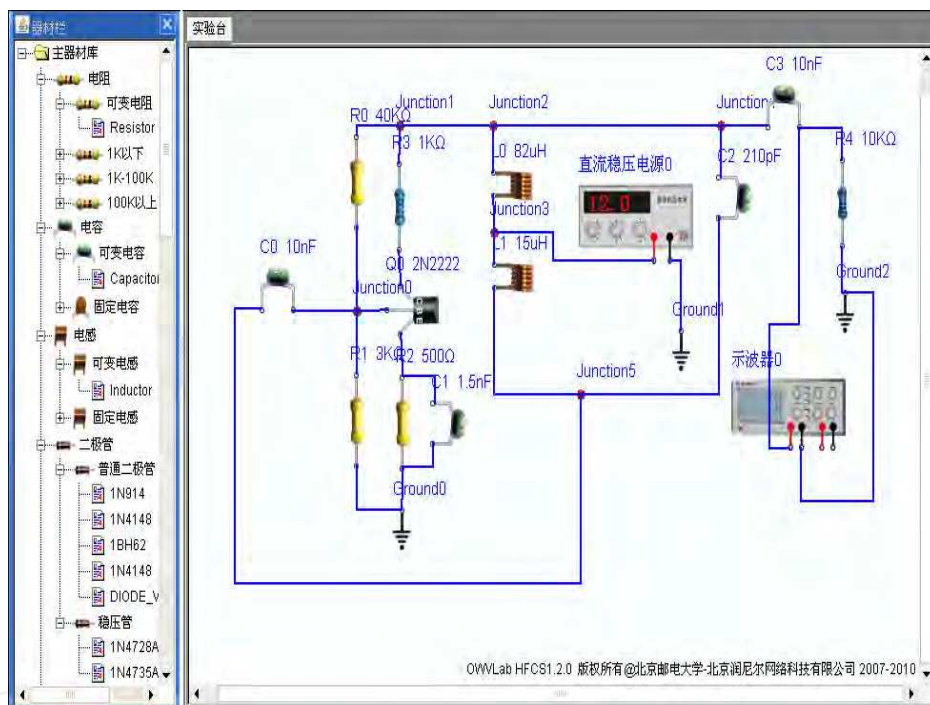 器材栏
主器材库
电阻
可变电阻
Resistor
1K以下
1K-100K
100K以上
电容
可变电容
Capacitor
固定电容
电感
可变电感
Inductor
固定电感
二极管
普通二极管
1N914
1N4148
1BH62
1N4148
DIODE_V
稳压管
1N4728A
1N4735A
实验台
C3 10nF
Junction1
Junction2
Junction
R0 40KΩ
R3 1KΩ
R4 10KΩ
L0 82uH
C2 210pF
直流稳压电源0
12.0
Junction3
C0 10nF
L1 15uH
Q0 2N2222
Junction0
Ground2
Ground1
R1 3KΩ
R2 500Ω
示波器0
Junction5
C1 1.5nF
Ground0
OWVLab HFCS1.2.0 版权所有@北京邮电大学-北京润尼尔网络科技有限公司 2007-2010